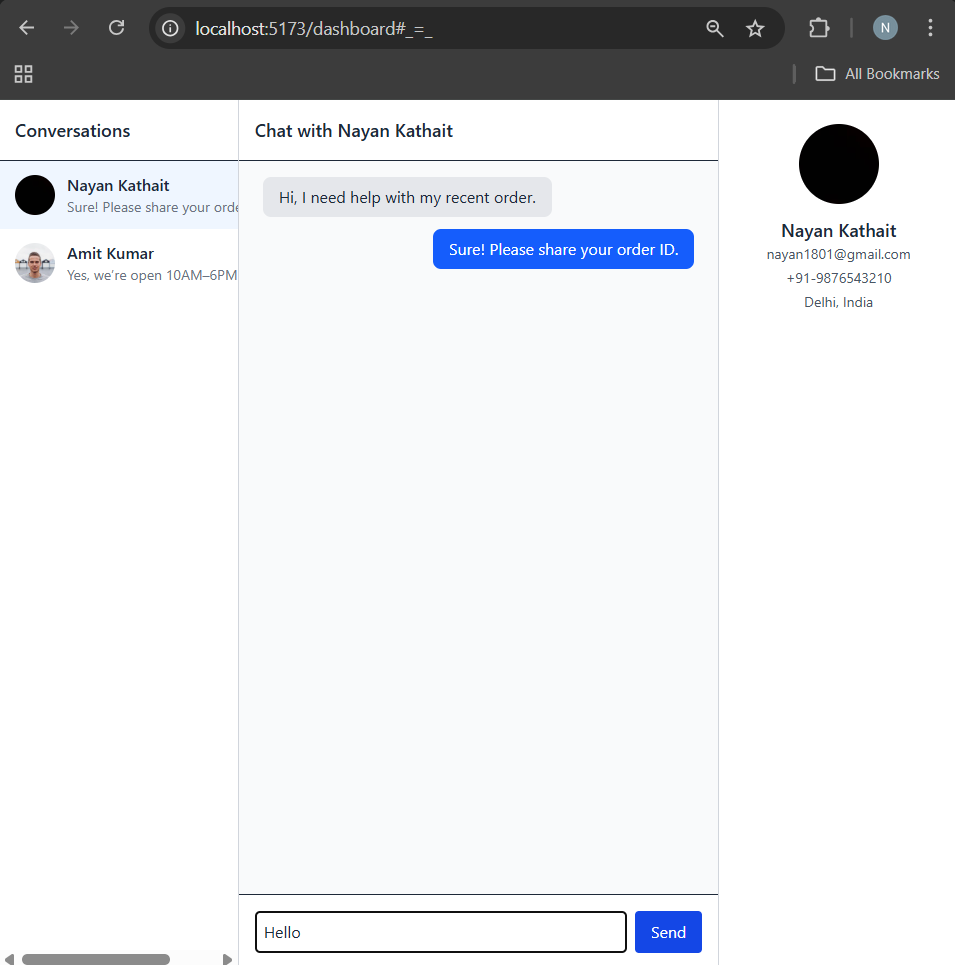 localhost:5173/dashboard#_=_
N
All Bookmarks
Conversations
Nayan Kathait
Sure! Please share your orde
Amit Kumar
Yes, we're open 10AM–6PM
Chat with Nayan Kathait
Hi, I need help with my recent order.
Sure! Please share your order ID.
Hello
Send
Nayan Kathait
nayan1801@gmail.com
+91-9876543210
Delhi, India